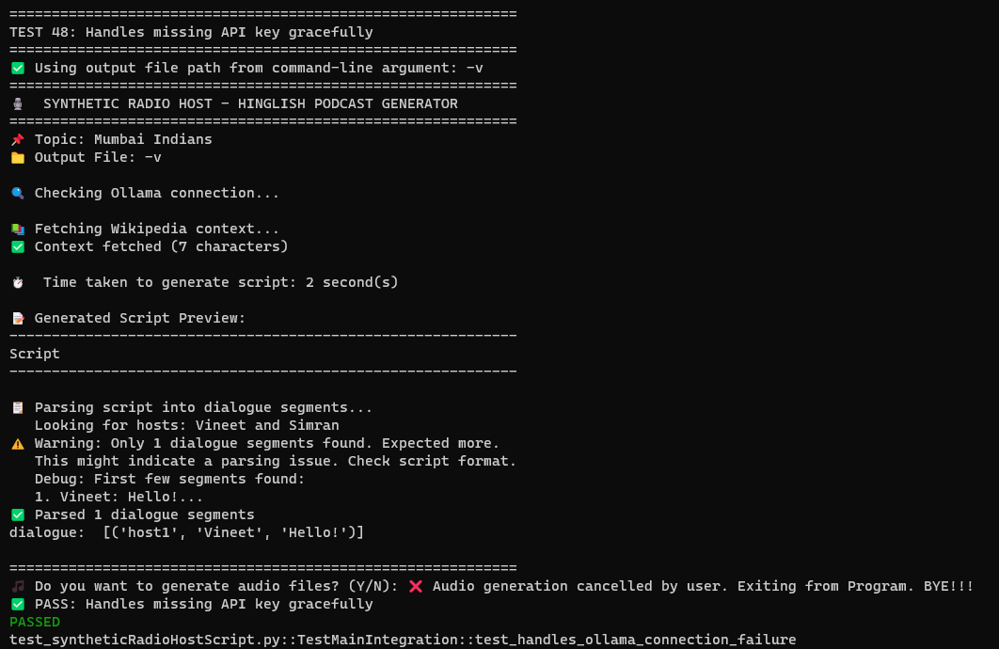 ============================================================
TEST 48: Handles missing API key gracefully
============================================================
✅ Using output file path from command-line argument: -v
============================================================
🎙️ SYNTHETIC RADIO HOST - HINGLISH PODCAST GENERATOR
============================================================
📌 Topic: Mumbai Indians
📁 Output File: -v
🔍 Checking Ollama connection...
📚 Fetching Wikipedia context...
✅ Context fetched (7 characters)
⏱️ Time taken to generate script: 2 second(s)
📝 Generated Script Preview:
------------------------------------------------------------
Script
------------------------------------------------------------
📋 Parsing script into dialogue segments...
Looking for hosts: Vineet and Simran
⚠️ Warning: Only 1 dialogue segments found. Expected more.
This might indicate a parsing issue. Check script format.
Debug: First few segments found:
1. Vineet: Hello!...
✅ Parsed 1 dialogue segments
dialogue:  [('host1', 'Vineet', 'Hello!')]
============================================================
🎵 Do you want to generate audio files? (Y/N): ❌ Audio generation cancelled by user. Exiting from Program. BYE!!!
✅ PASS: Handles missing API key gracefully
PASSED
test_syntheticRadioHostScript.py::TestMainIntegration::test_handles_ollama_connection_failure